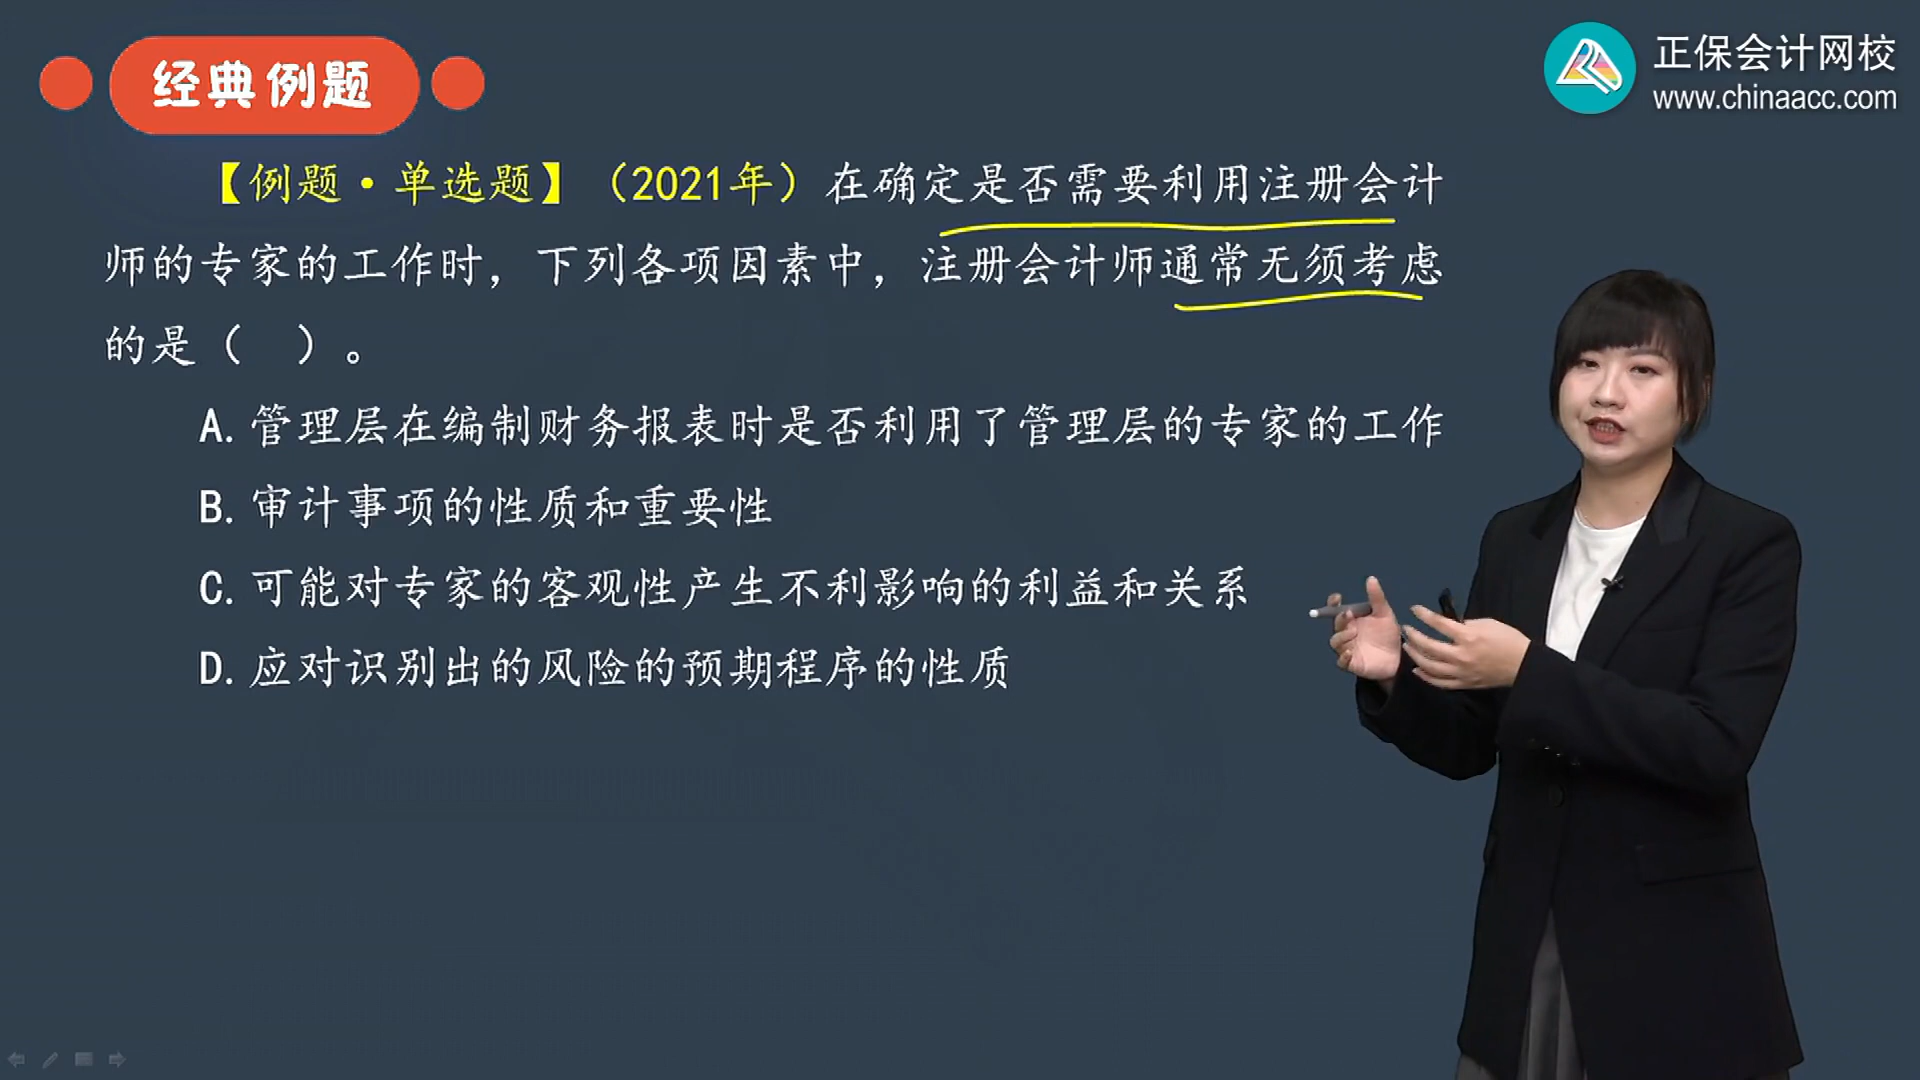 经典例题
正保会计网校
www.chinaacc.com
【例题·单选题】（2021年）在确定是否需要利用注册会计
师的专家的工作时，下列各项因素中，注册会计师通常无须考虑
的是（　）。
A.管理层在编制财务报表时是否利用了管理层的专家的工作
B.审计事项的性质和重要性
C.可能对专家的客观性产生不利影响的利益和关系
D.应对识别出的风险的预期程序的性质